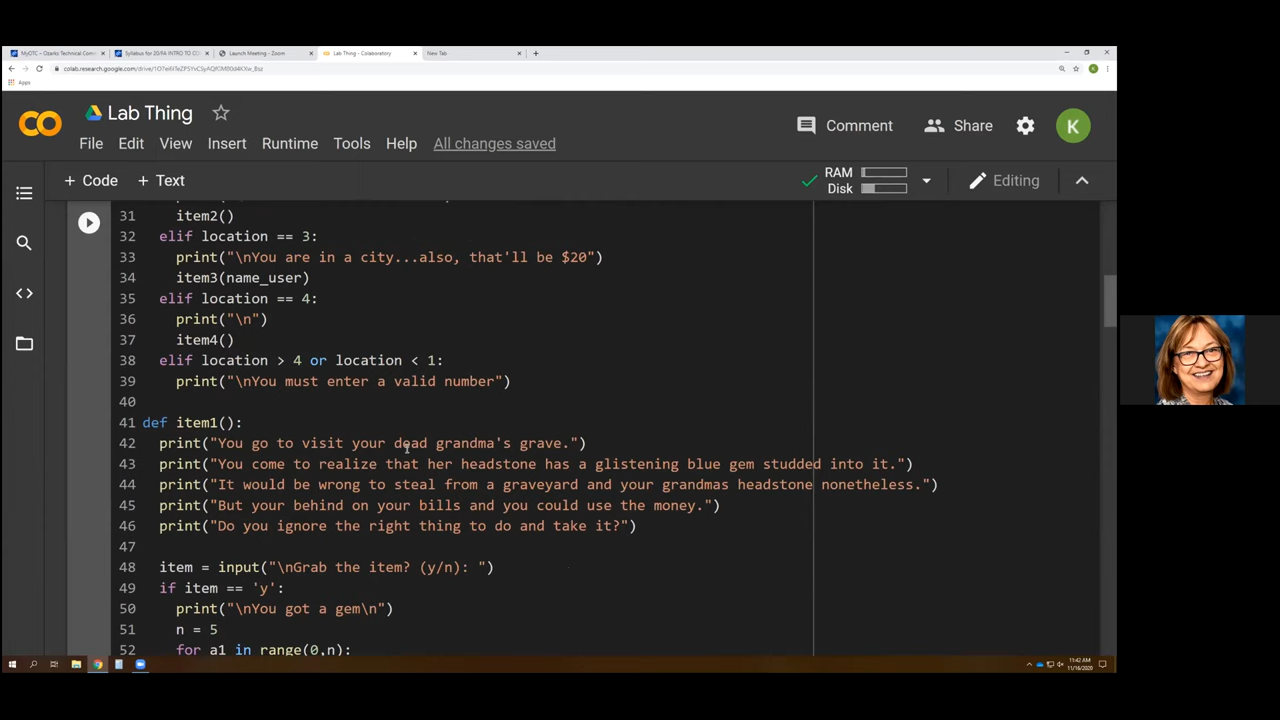 MyOTC – Ozarks Technical Com
Syllabus for 20/FA INTRO TO CO
Launch Meeting - Zoom
Lab Thing - Colaboratory
New Tab
Apps
CO
Lab Thing
Comment
Share
K
File Edit View Insert Runtime Tools Help All changes saved
+ Code + Text
RAM
Disk
Editing
31 item2()
32 elif location == 3:
33 print("\nYou are in a city...also, that'll be $20")
34 item3(name_user)
35 elif location == 4:
36 print("\n")
37 item4()
38 elif location > 4 or location < 1:
39 print("\nYou must enter a valid number")
40
41 def item1():
42 print("You go to visit your dead grandma's grave.")
43 print("You come to realize that her headstone has a glistening blue gem studded into it.")
44 print("It would be wrong to steal from a graveyard and your grandmas headstone nonetheless.")
45 print("But your behind on your bills and you could use the money.")
46 print("Do you ignore the right thing to do and take it?")
47
48 item = input("\nGrab the item? (y/n): ")
49 if item == 'y':
50 print("\nYou got a gem\n")
51 n = 5
52 for a1 in range(0,n):
11:42 AM
11/16/2020